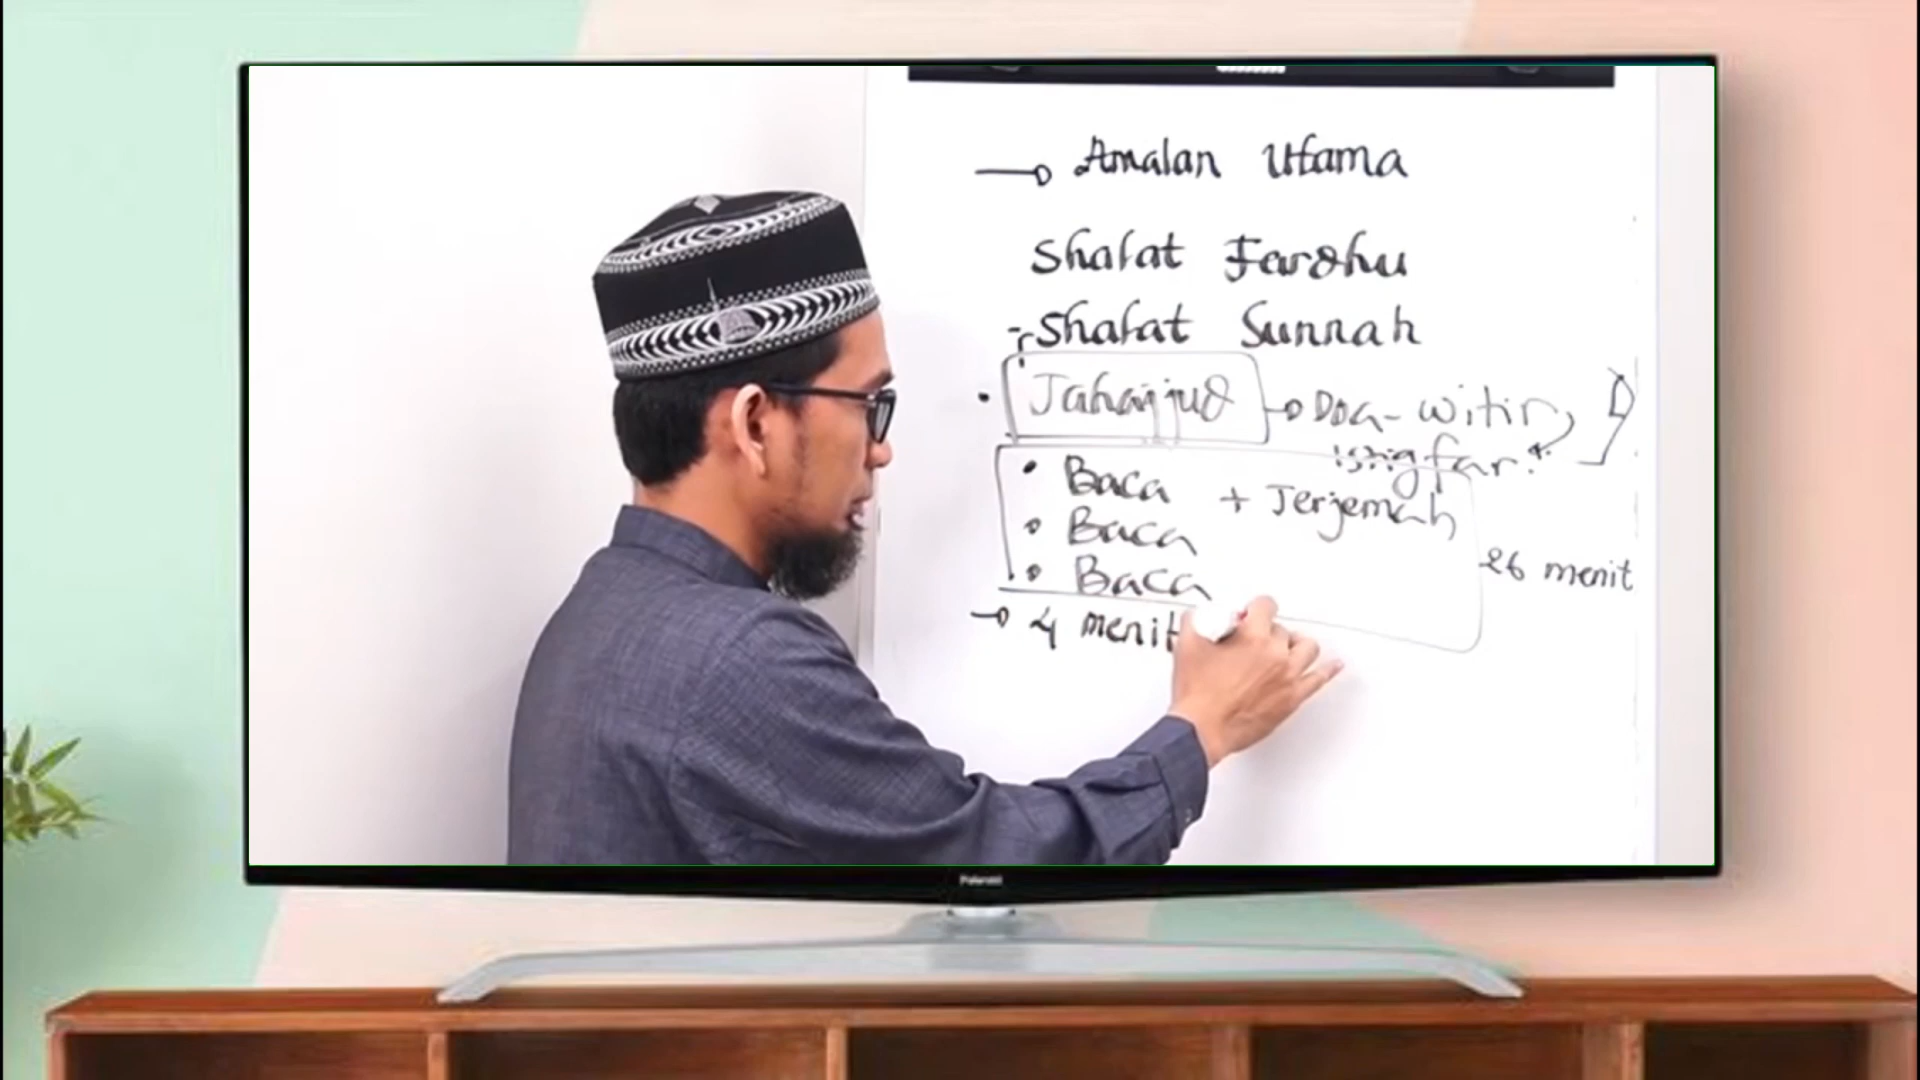 Amalan Utama
Shalat Fardhu
- Shalat Sunnah
• Tahajjud → Doa - witir,
istigfar.
• Baca + Terjemah
• Baca
• Baca
26 menit
→ 4 menit